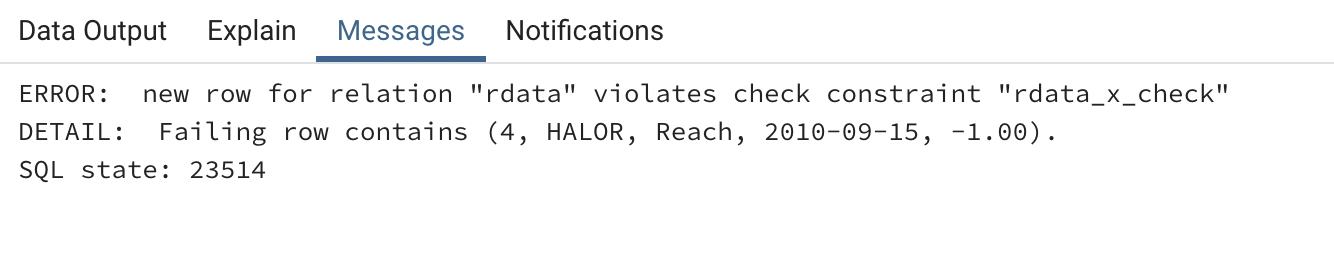 Data Output Explain Messages Notifications
ERROR:  new row for relation "rdata" violates check constraint "rdata_x_check"
DETAIL:  Failing row contains (4, HALOR, Reach, 2010-09-15, -1.00).
SQL state: 23514